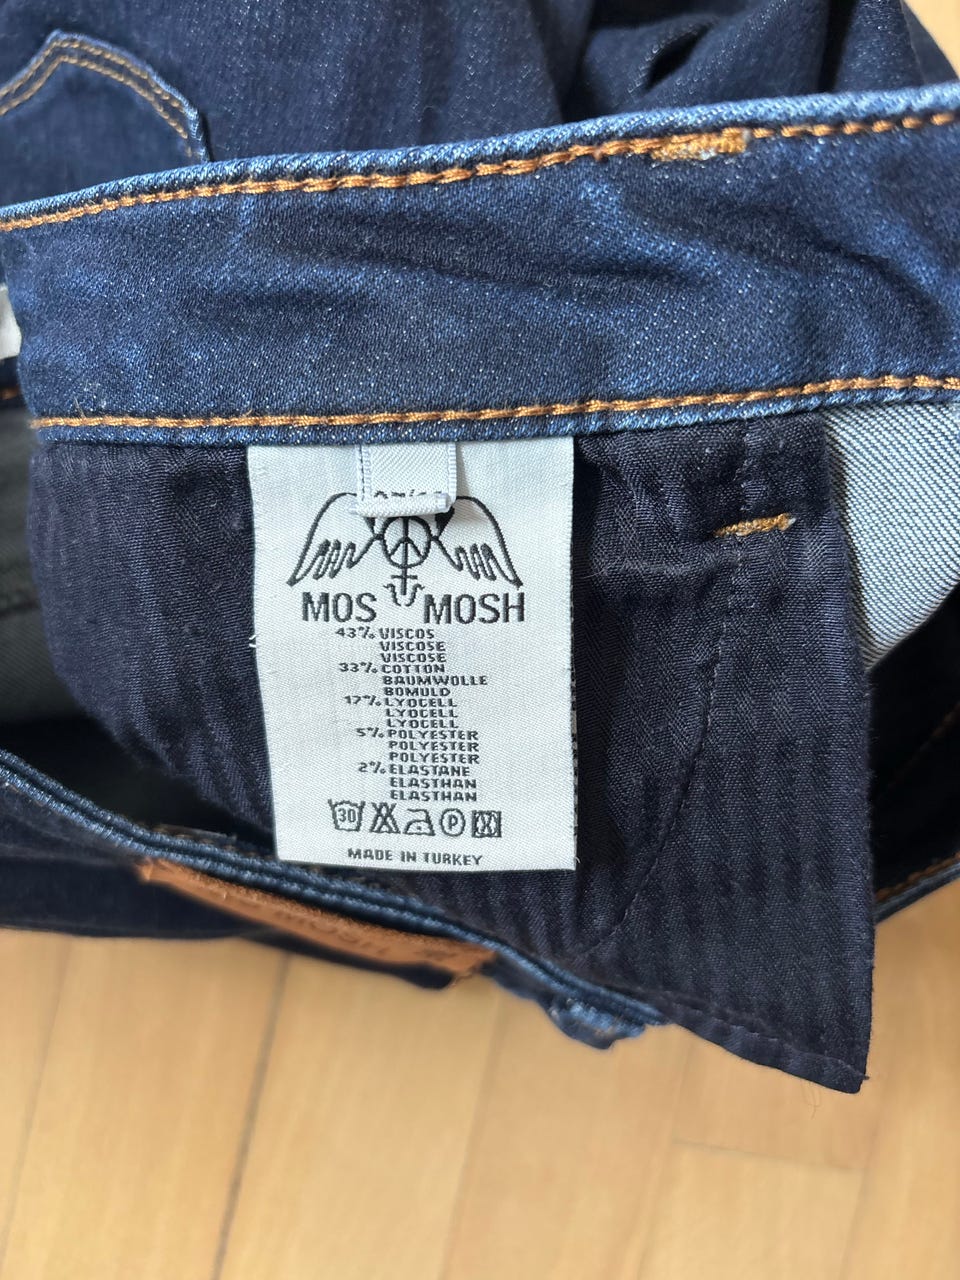 MOS MOSH
43% VISCOS
VISCOSE
VISCOSE
33% COTTON
BAUMWOLLE
BOMULD
17% LYOCELL
LYOCELL
LYOCELL
5% POLYESTER
POLYESTER
POLYESTER
2% ELASTANE
ELASTHAN
ELASTHAN
30 P
MADE IN TURKEY